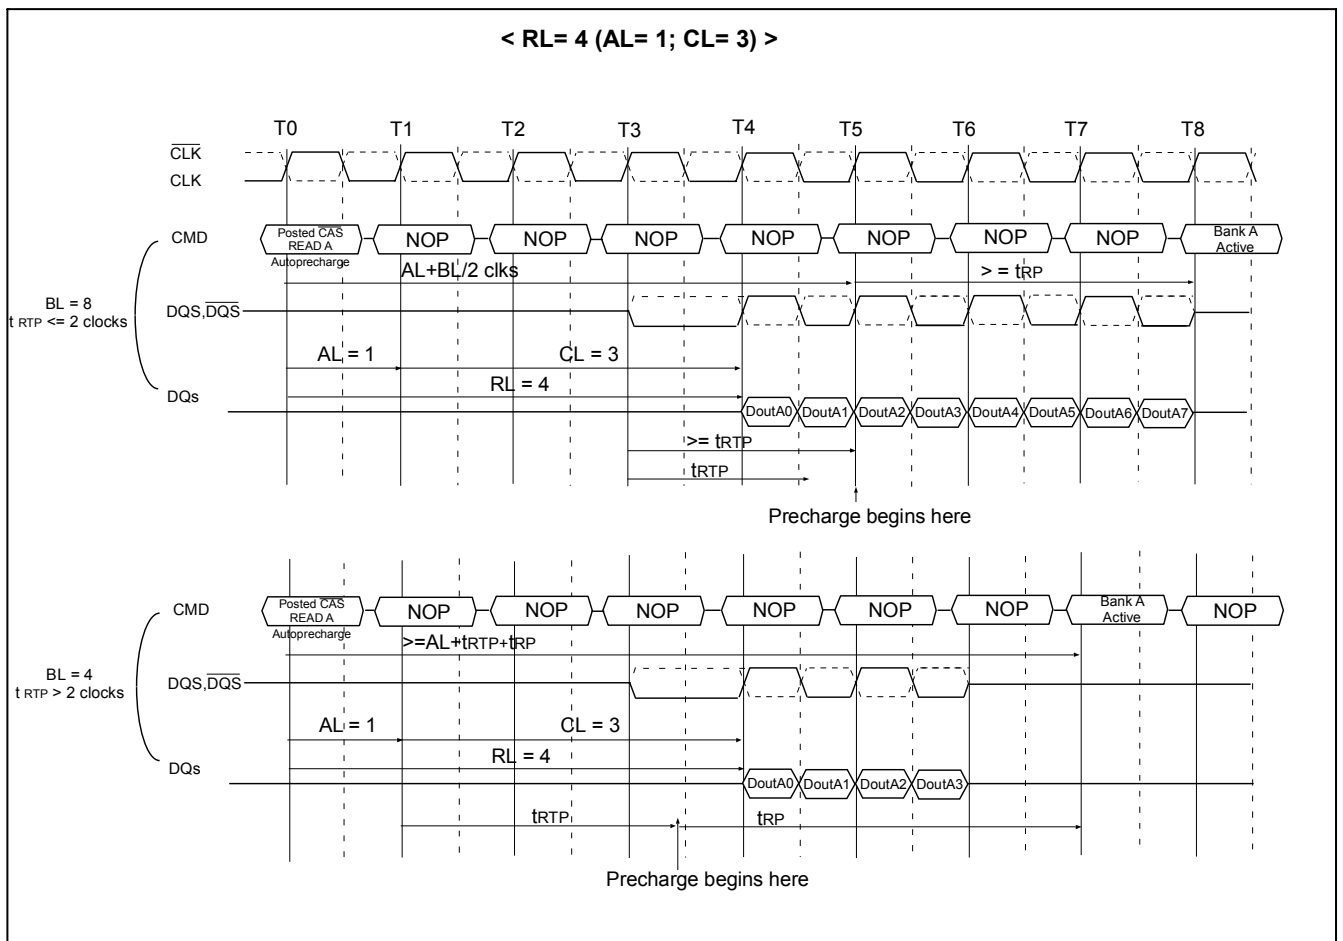 < RL= 4 (AL= 1; CL= 3) >
T0 T1 T2 T3 T4 T5 T6 T7 T8
CLK
CLK
CMD
Posted CAS
READ A
Autoprecharge
NOP NOP NOP NOP NOP NOP NOP
Bank A
Active
AL+BL/2 clks
> = tRP
BL = 8
t RTP <= 2 clocks
DQS,DQS
AL = 1
CL = 3
RL = 4
DQs
DoutA0 DoutA1 DoutA2 DoutA3 DoutA4 DoutA5 DoutA6 DoutA7
>= tRTP
tRTP
Precharge begins here
CMD
Posted CAS
READ A
Autoprecharge
NOP NOP NOP NOP NOP NOP
Bank A
Active
NOP
>=AL+tRTP+tRP
BL = 4
t RTP > 2 clocks
DQS,DQS
AL = 1
CL = 3
RL = 4
DQs
DoutA0 DoutA1 DoutA2 DoutA3
tRTP
tRP
Precharge begins here